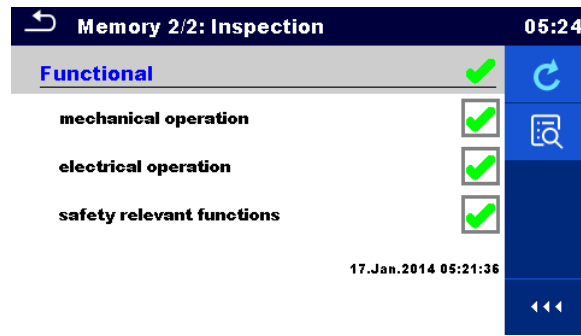 Memory 2/2: Inspection 05:24
Functional
mechanical operation
electrical operation
safety relevant functions
17.Jan.2014 05:21:36